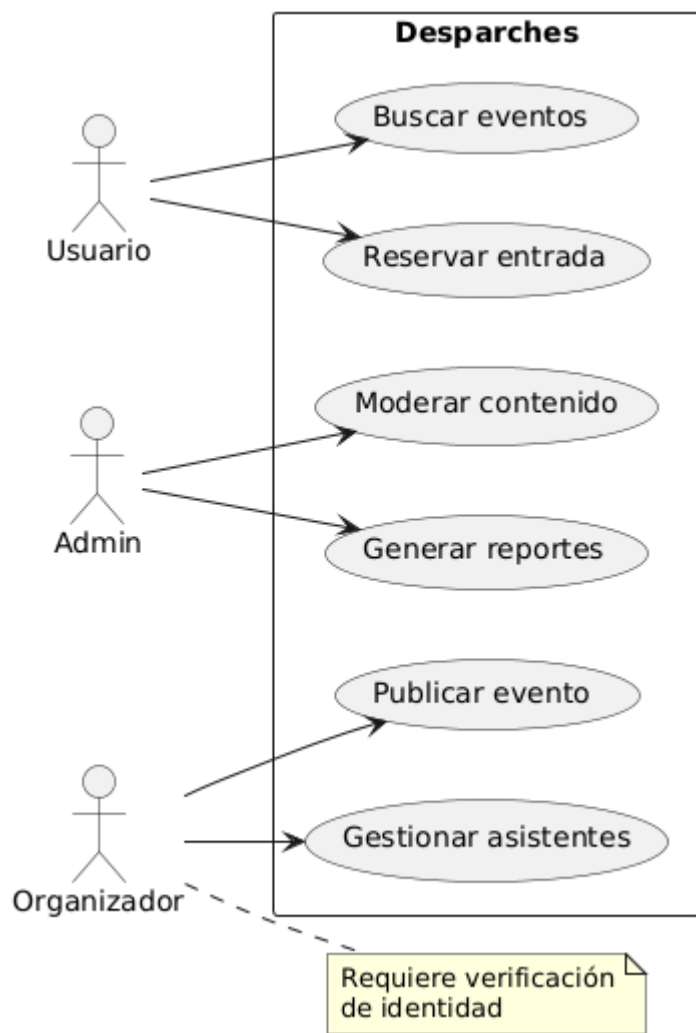 Desparches
Buscar eventos
Usuario
Reservar entrada
Moderar contenido
Admin
Generar reportes
Publicar evento
Gestionar asistentes
Organizador
Requiere verificación
de identidad